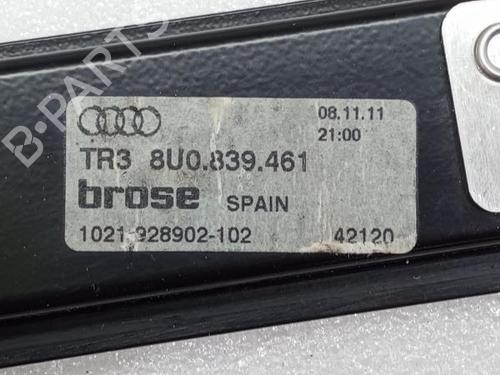 08.11.11
21:00
TR3 8U0.839.461
brose SPAIN
1021-928902-102 42120
B-PARTS